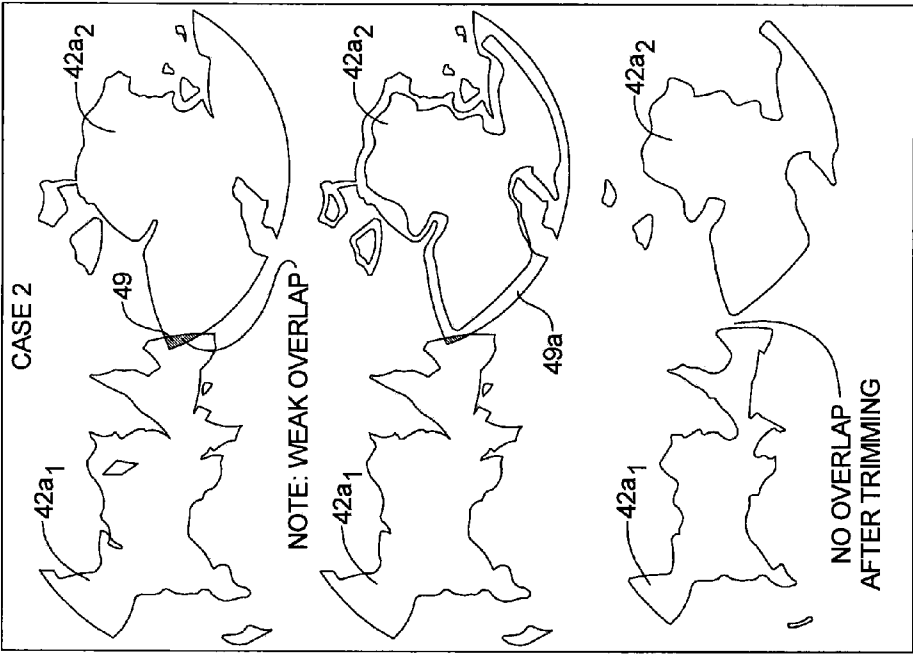 CASE 2
42a1
49
42a2
NOTE: WEAK OVERLAP
42a1
42a2
49a
42a1
42a2
NO OVERLAP
AFTER TRIMMING